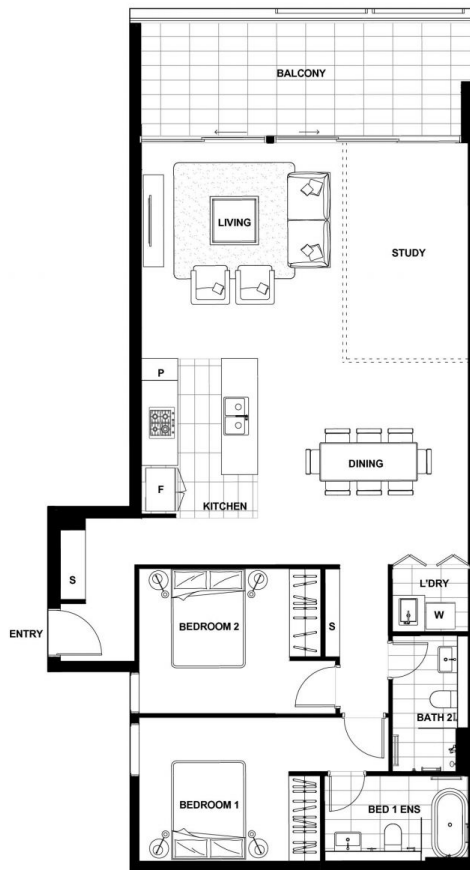 BALCONY
LIVING
STUDY
P
F
KITCHEN
DINING
S
ENTRY
BEDROOM 2
S
L'DRY
W
BATH 2
BEDROOM 1
BED 1 ENS